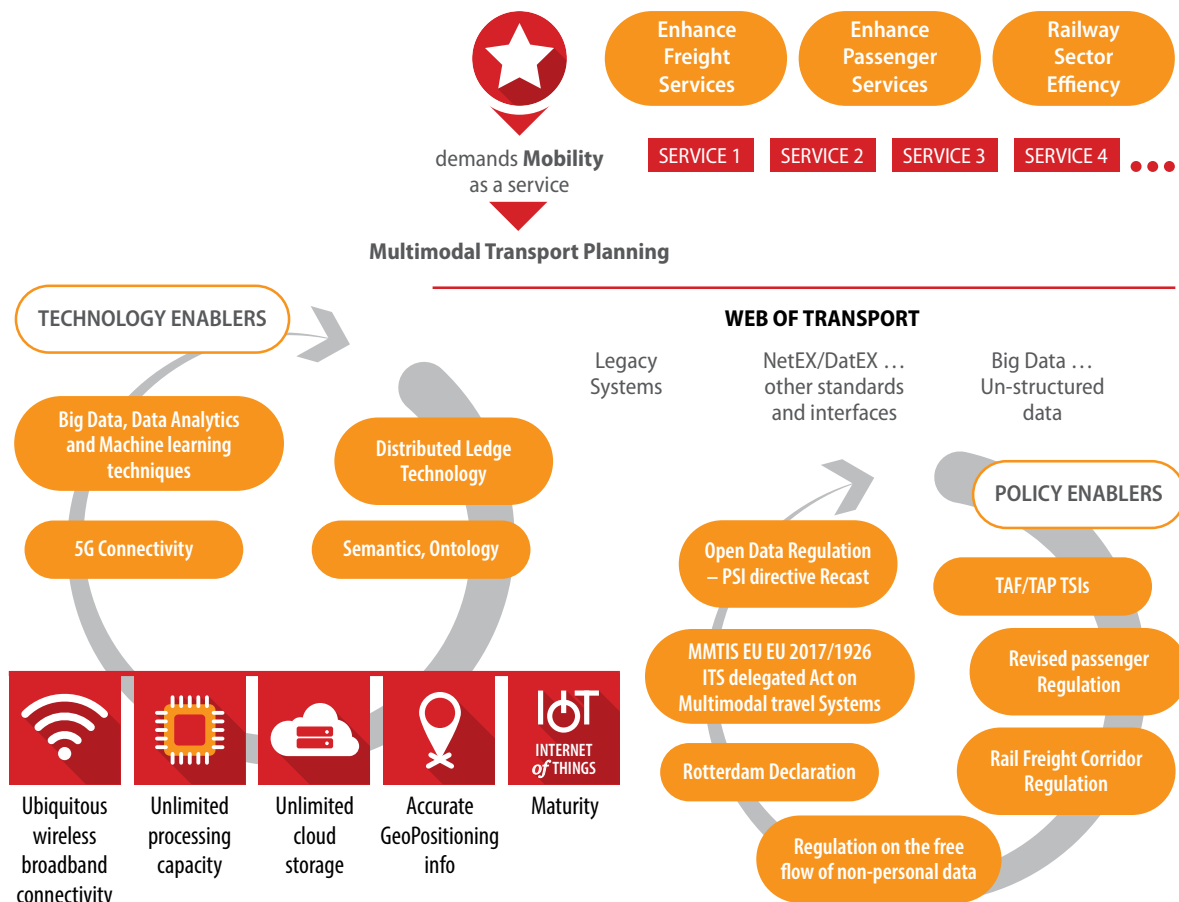 Enhance
Freight
Services
Enhance
Passenger
Services
Railway
Sector
Effiency
demands Mobility
as a service
SERVICE 1
SERVICE 2
SERVICE 3
SERVICE 4
...
Multimodal Transport Planning
TECHNOLOGY ENABLERS
Big Data, Data Analytics
and Machine learning
techniques
Distributed Ledge
Technology
5G Connectivity
Semantics, Ontology
IoT
INTERNET
of THINGS
Ubiquitous
wireless
broadband
connectivity
Unlimited
processing
capacity
Unlimited
cloud
storage
Accurate
GeoPositioning
info
Maturity
WEB OF TRANSPORT
Legacy
Systems
NetEX/DatEX ...
other standards
and interfaces
Big Data ...
Un-structured
data
POLICY ENABLERS
Open Data Regulation
– PSI directive Recast
TAF/TAP TSIs
MMTIS EU EU 2017/1926
ITS delegated Act on
Multimodal travel Systems
Revised passenger
Regulation
Rotterdam Declaration
Rail Freight Corridor
Regulation
Regulation on the free
flow of non-personal data